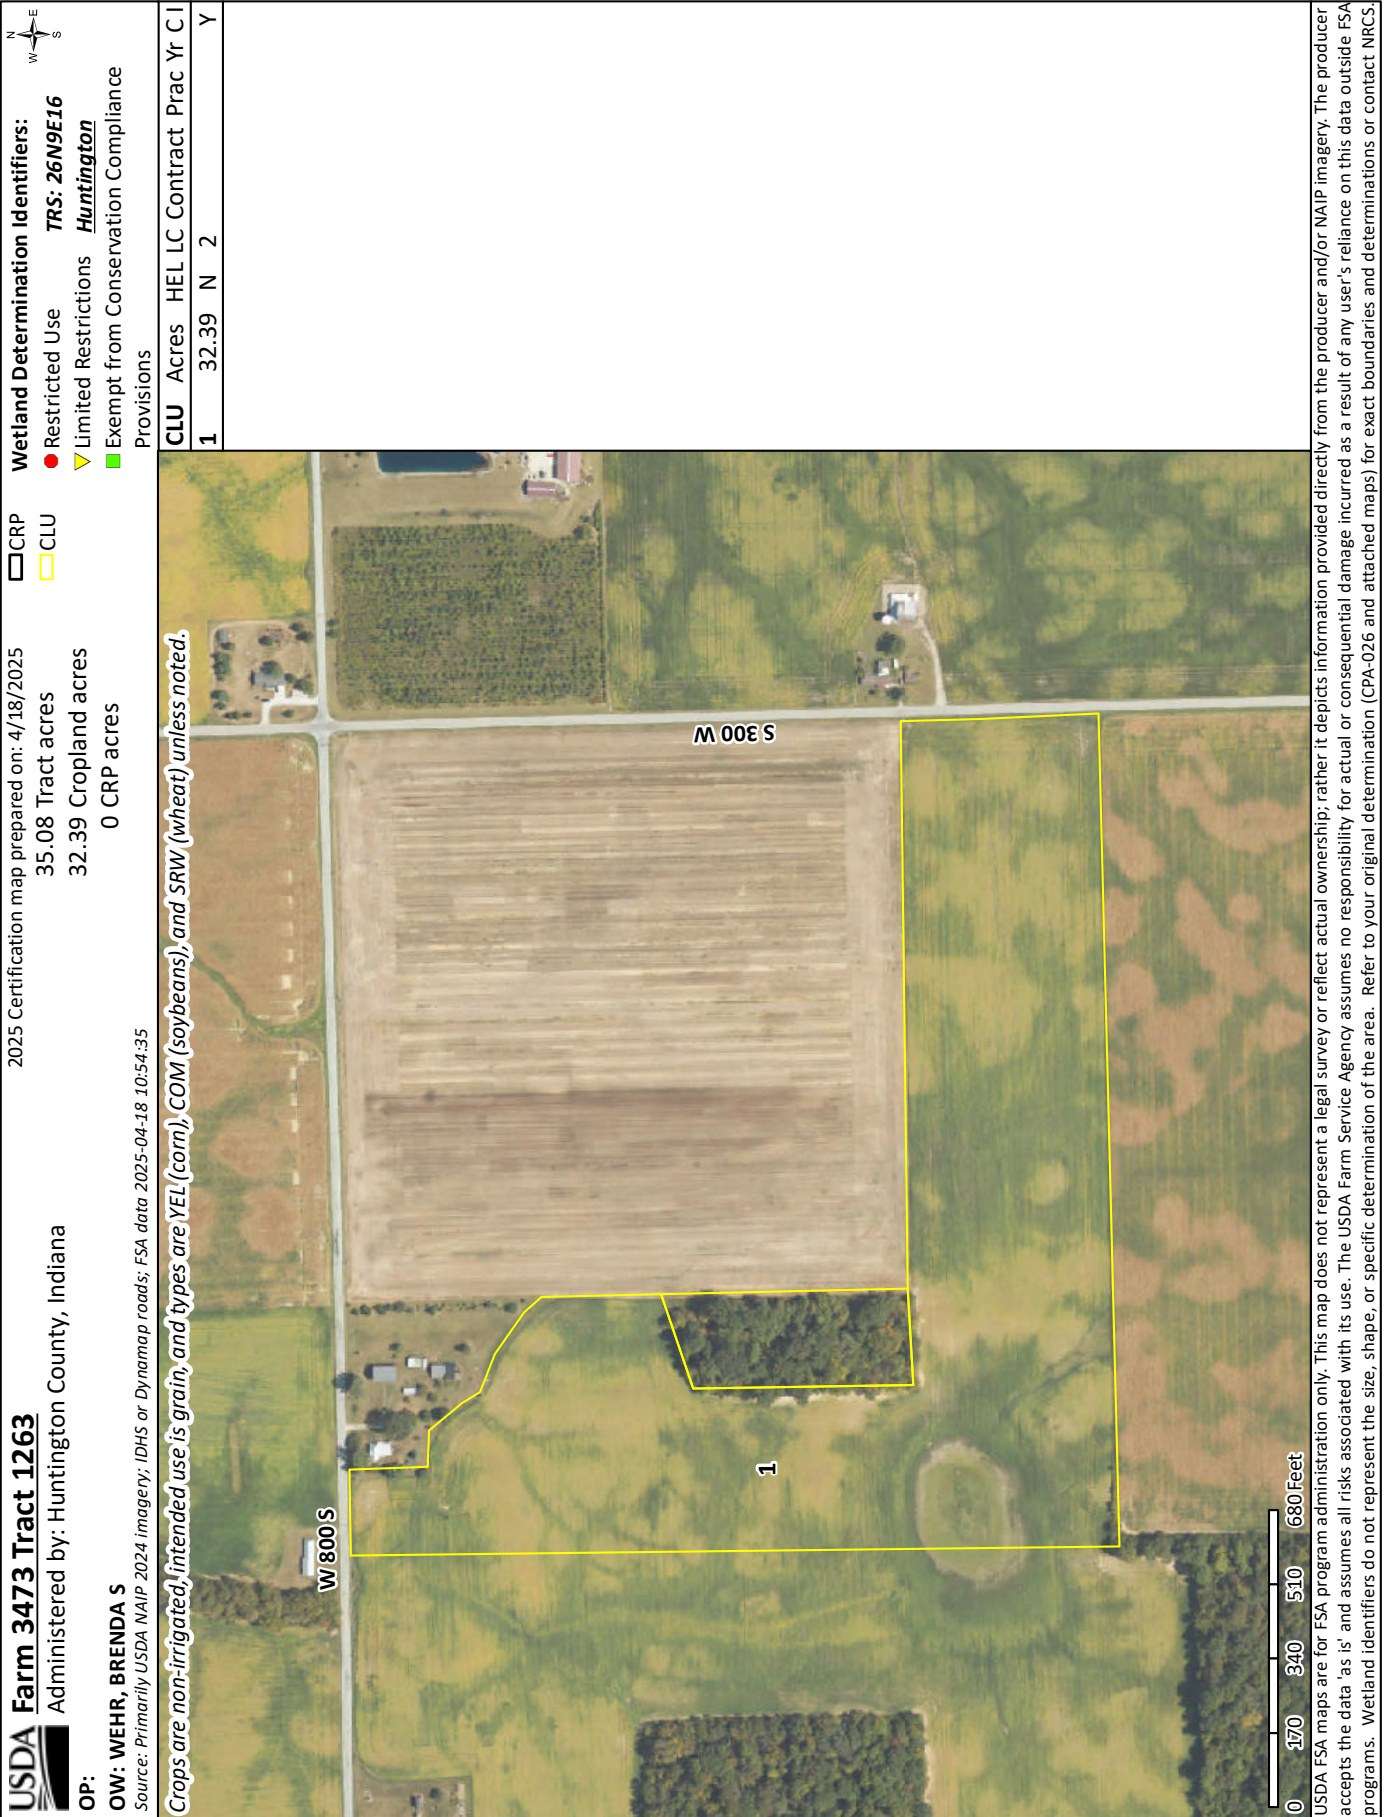 USDA
Farm 3473 Tract 1263
Administered by: Huntington County, Indiana
OP:
OW: WEHR, BRENDA S
Source: Primarily USDA NAIP 2024 imagery; IDHS or Dynamap roads; FSA data 2025-04-18 10:54:35
2025 Certification map prepared on: 4/18/2025
35.08 Tract acres
32.39 Cropland acres
0 CRP acres
CRP
CLU
Wetland Determination Identifiers:
Restricted Use
Limited Restrictions
Exempt from Conservation Compliance
Provisions
TRS: 26N9E16
Huntington
N
W E
S
Crops are non-irrigated, intended use is grain, and types are YEL (corn), COM (soybeans), and SRW (wheat) unless noted.
CLU Acres HEL LC Contract Prac Yr C I
1 32.39 N 2 Y
W 800 S
S 300 W
1
0 170 340 510 680 Feet
USDA FSA maps are for FSA program administration only. This map does not represent a legal survey or reflect actual ownership; rather it depicts information provided directly from the producer and/or NAIP imagery. The producer
accepts the data 'as is' and assumes all risks associated with its use. The USDA Farm Service Agency assumes no responsibility for actual or consequential damage incurred as a result of any user's reliance on this data outside FSA
programs. Wetland identifiers do not represent the size, shape, or specific determination of the area. Refer to your original determination (CPA-026 and attached maps) for exact boundaries and determinations or contact NRCS.